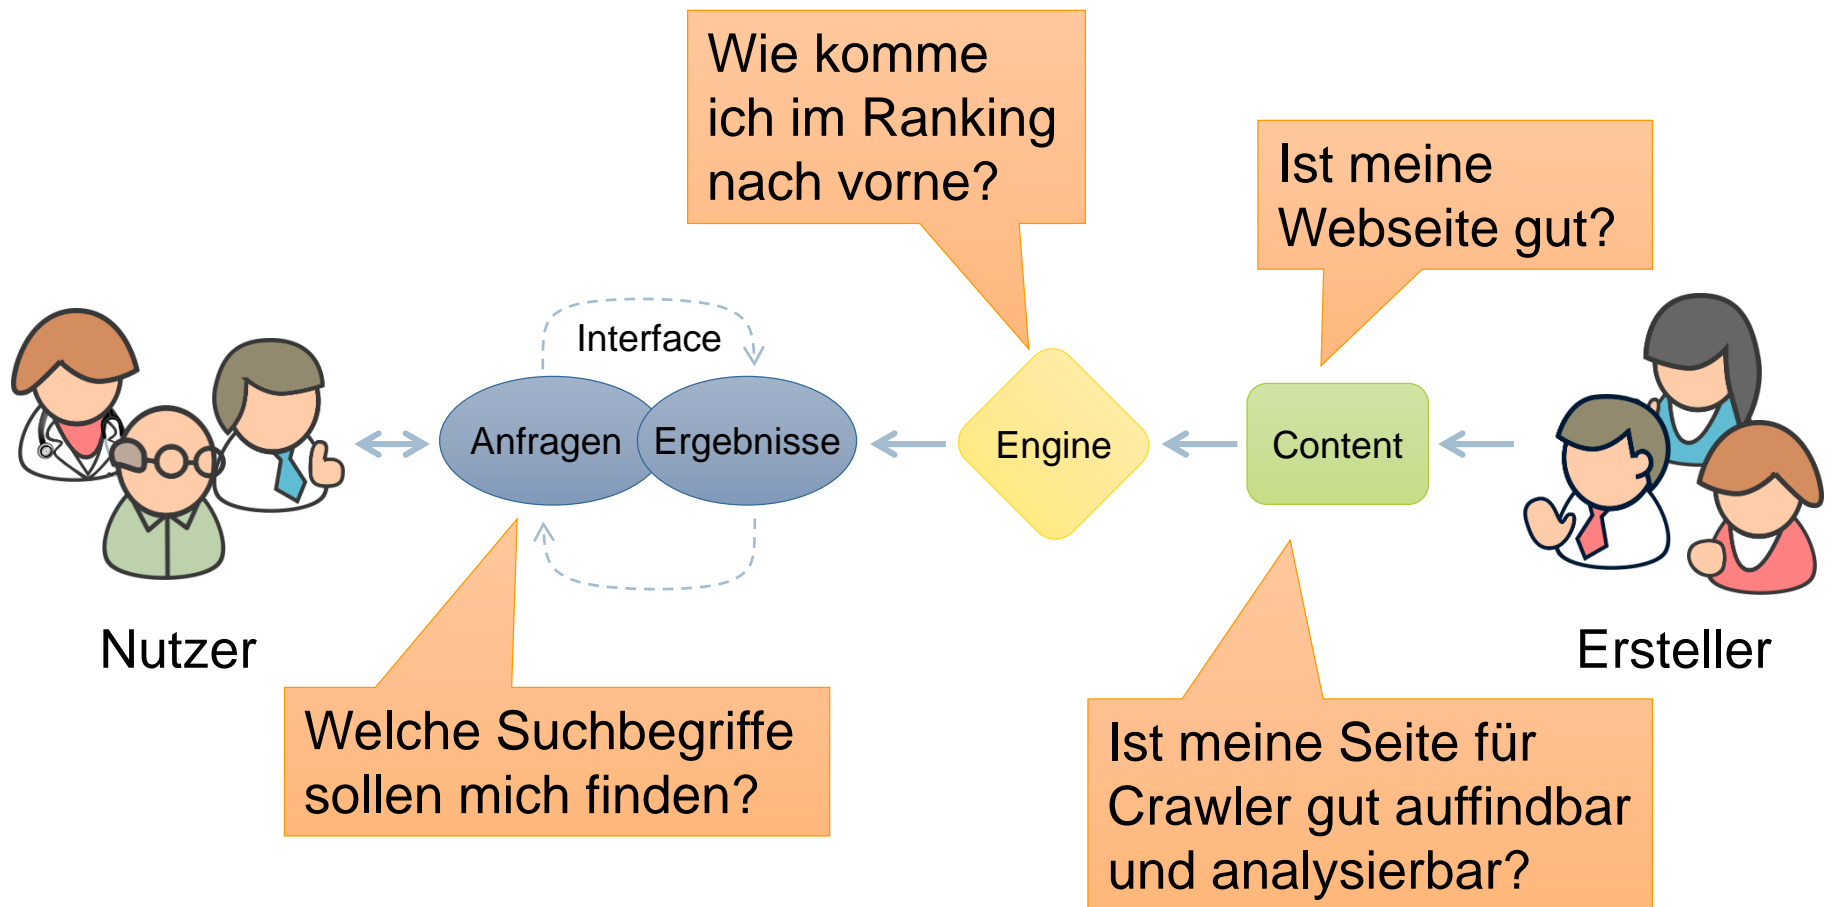 Wie komme
ich im Ranking
nach vorne?
Ist meine
Webseite gut?
Interface
Anfragen
Ergebnisse
Engine
Content
Nutzer
Ersteller
Welche Suchbegriffe
sollen mich finden?
Ist meine Seite für
Crawler gut auffindbar
und analysierbar?